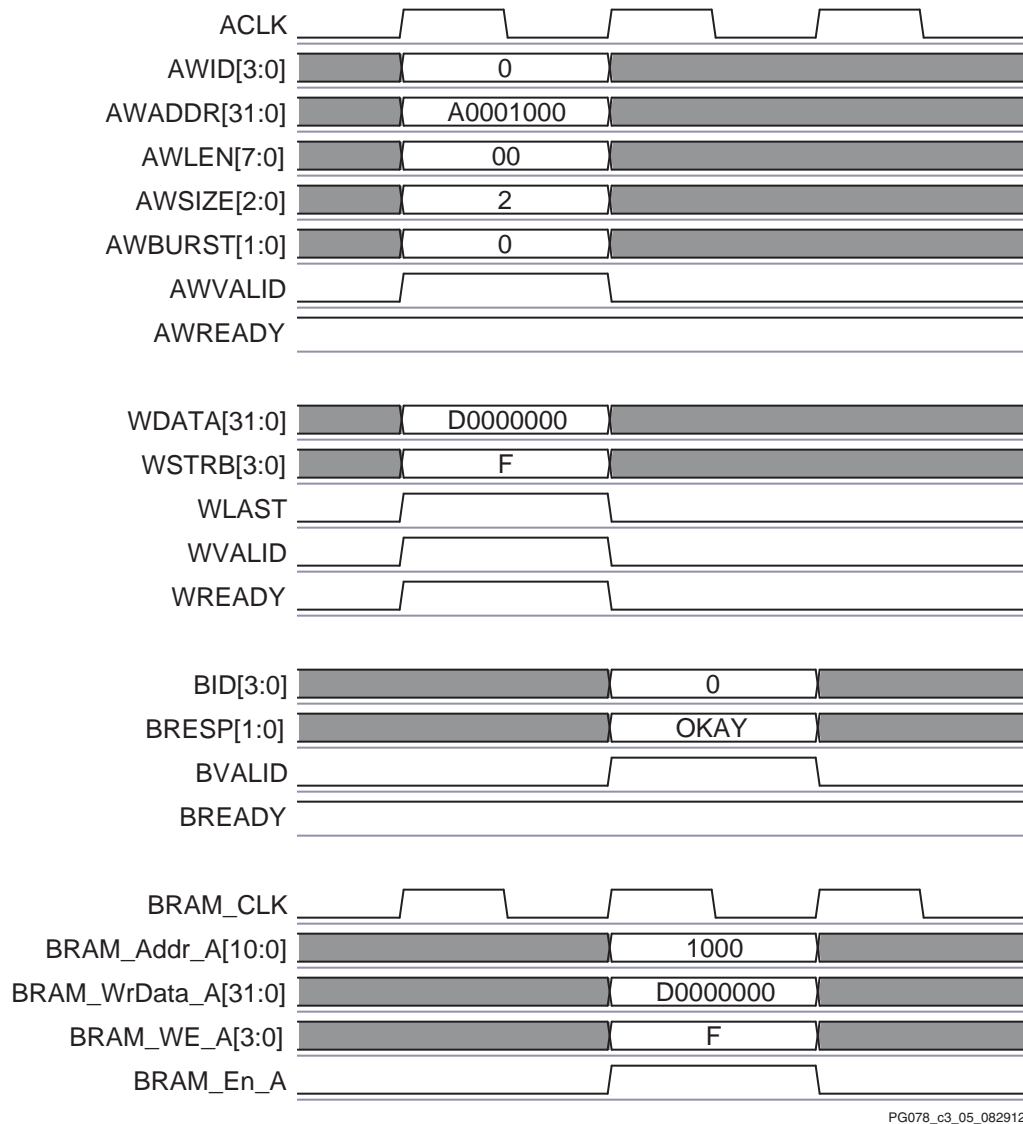 ACLK
AWID[3:0] 0
AWADDR[31:0] A0001000
AWLEN[7:0] 00
AWSIZE[2:0] 2
AWBURST[1:0] 0
AWVALID
AWREADY
WDATA[31:0] D0000000
WSTRB[3:0] F
WLAST
WVALID
WREADY
BID[3:0] 0
BRESP[1:0] OKAY
BVALID
BREADY
BRAM_CLK
BRAM_Addr_A[10:0] 1000
BRAM_WrData_A[31:0] D0000000
BRAM_WE_A[3:0] F
BRAM_En_A
PG078_c3_05_082912